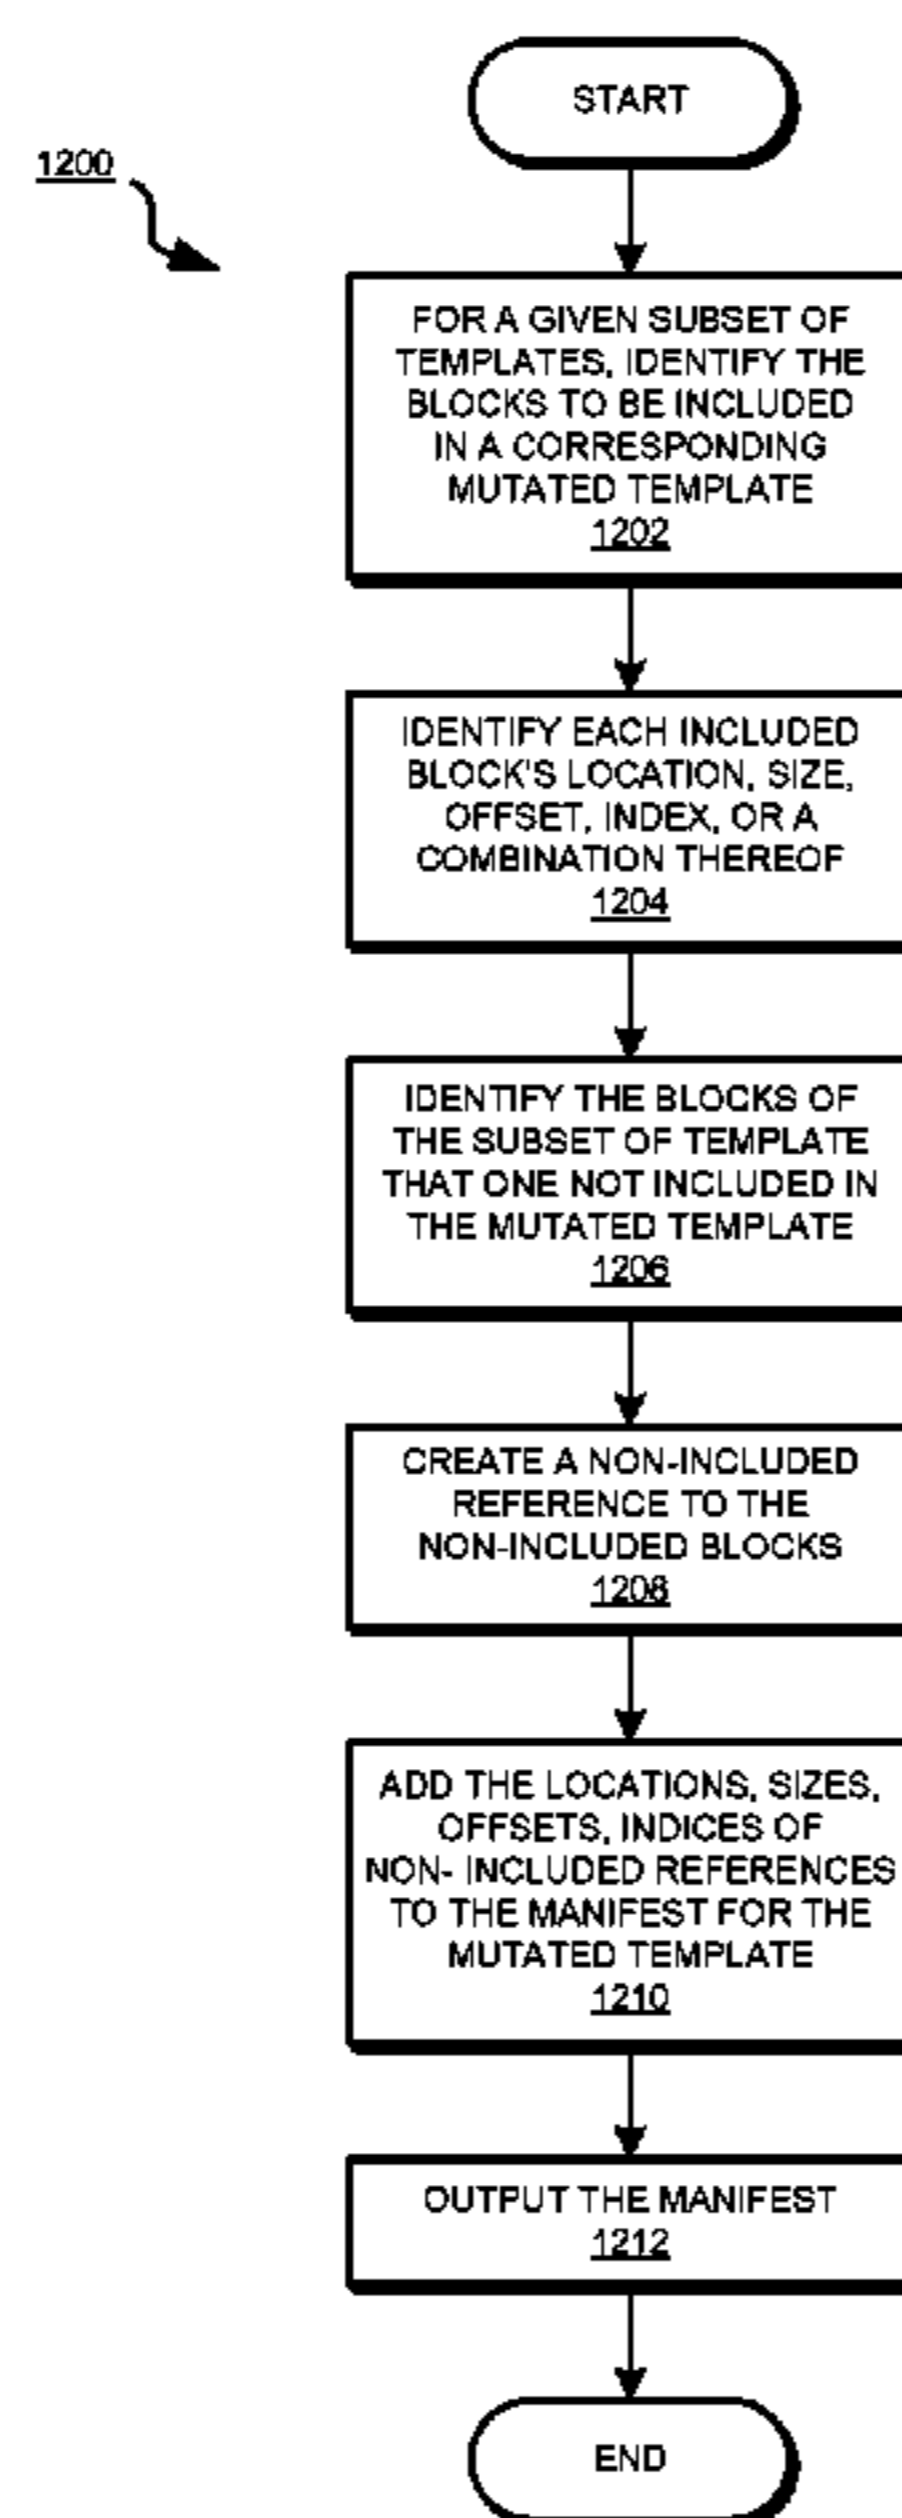 START
1200
FOR A GIVEN SUBSET OF
TEMPLATES, IDENTIFY THE
BLOCKS TO BE INCLUDED
IN A CORRESPONDING
MUTATED TEMPLATE
1202
IDENTIFY EACH INCLUDED
BLOCK'S LOCATION, SIZE,
OFFSET, INDEX, OR A
COMBINATION THEREOF
1204
IDENTIFY THE BLOCKS OF
THE SUBSET OF TEMPLATE
THAT ONE NOT INCLUDED IN
THE MUTATED TEMPLATE
1206
CREATE A NON-INCLUDED
REFERENCE TO THE
NON-INCLUDED BLOCKS
1208
ADD THE LOCATIONS, SIZES,
OFFSETS, INDICES OF
NON- INCLUDED REFERENCES
TO THE MANIFEST FOR THE
MUTATED TEMPLATE
1210
OUTPUT THE MANIFEST
1212
END